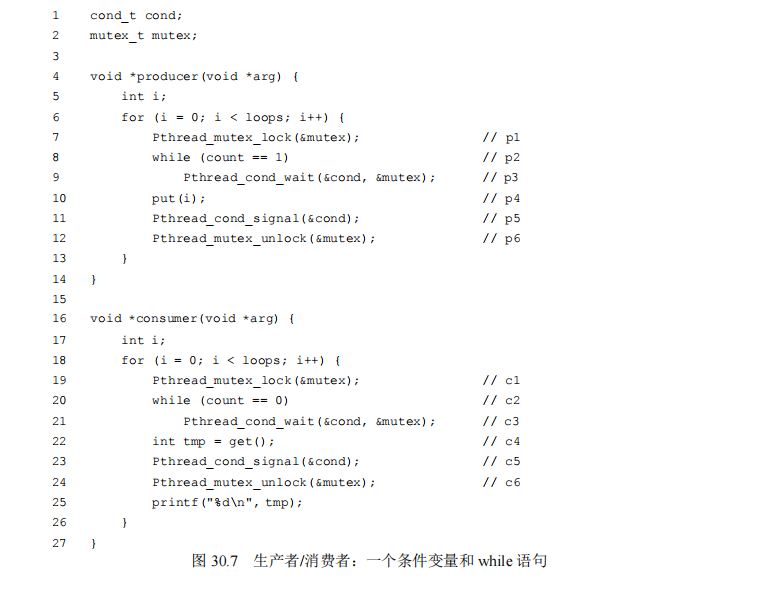 1 cond_t cond;
2 mutex_t mutex;
3
4 void *producer(void *arg) {
5 int i;
6 for (i = 0; i < loops; i++) {
7 Pthread_mutex_lock(&mutex); // p1
8 while (count == 1) // p2
9 Pthread_cond_wait(&cond, &mutex); // p3
10 put(i); // p4
11 Pthread_cond_signal(&cond); // p5
12 Pthread_mutex_unlock(&mutex); // p6
13 }
14 }
15
16 void *consumer(void *arg) {
17 int i;
18 for (i = 0; i < loops; i++) {
19 Pthread_mutex_lock(&mutex); // c1
20 while (count == 0) // c2
21 Pthread_cond_wait(&cond, &mutex); // c3
22 int tmp = get(); // c4
23 Pthread_cond_signal(&cond); // c5
24 Pthread_mutex_unlock(&mutex); // c6
25 printf("%d\n", tmp);
26 }
27 }
图 30.7 生产者/消费者：一个条件变量和 while 语句